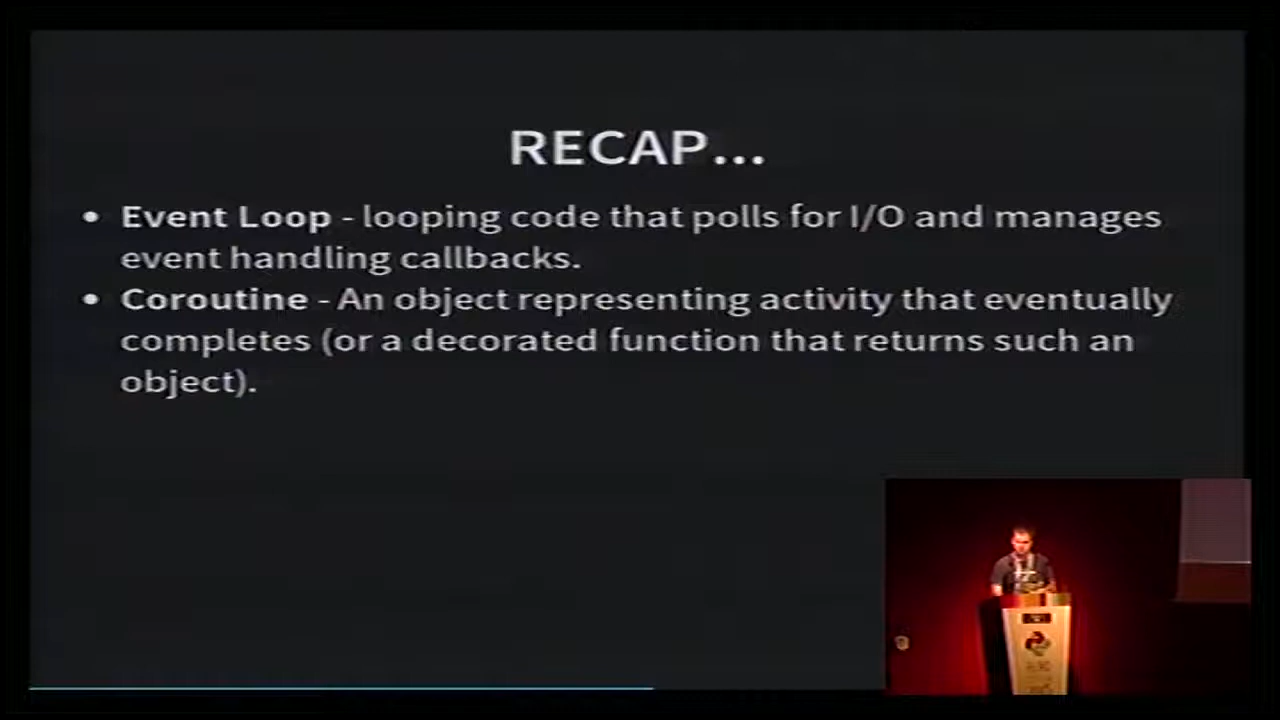 RECAP...
• Event Loop - looping code that polls for I/O and manages
event handling callbacks.
• Coroutine - An object representing activity that eventually
completes (or a decorated function that returns such an
object).